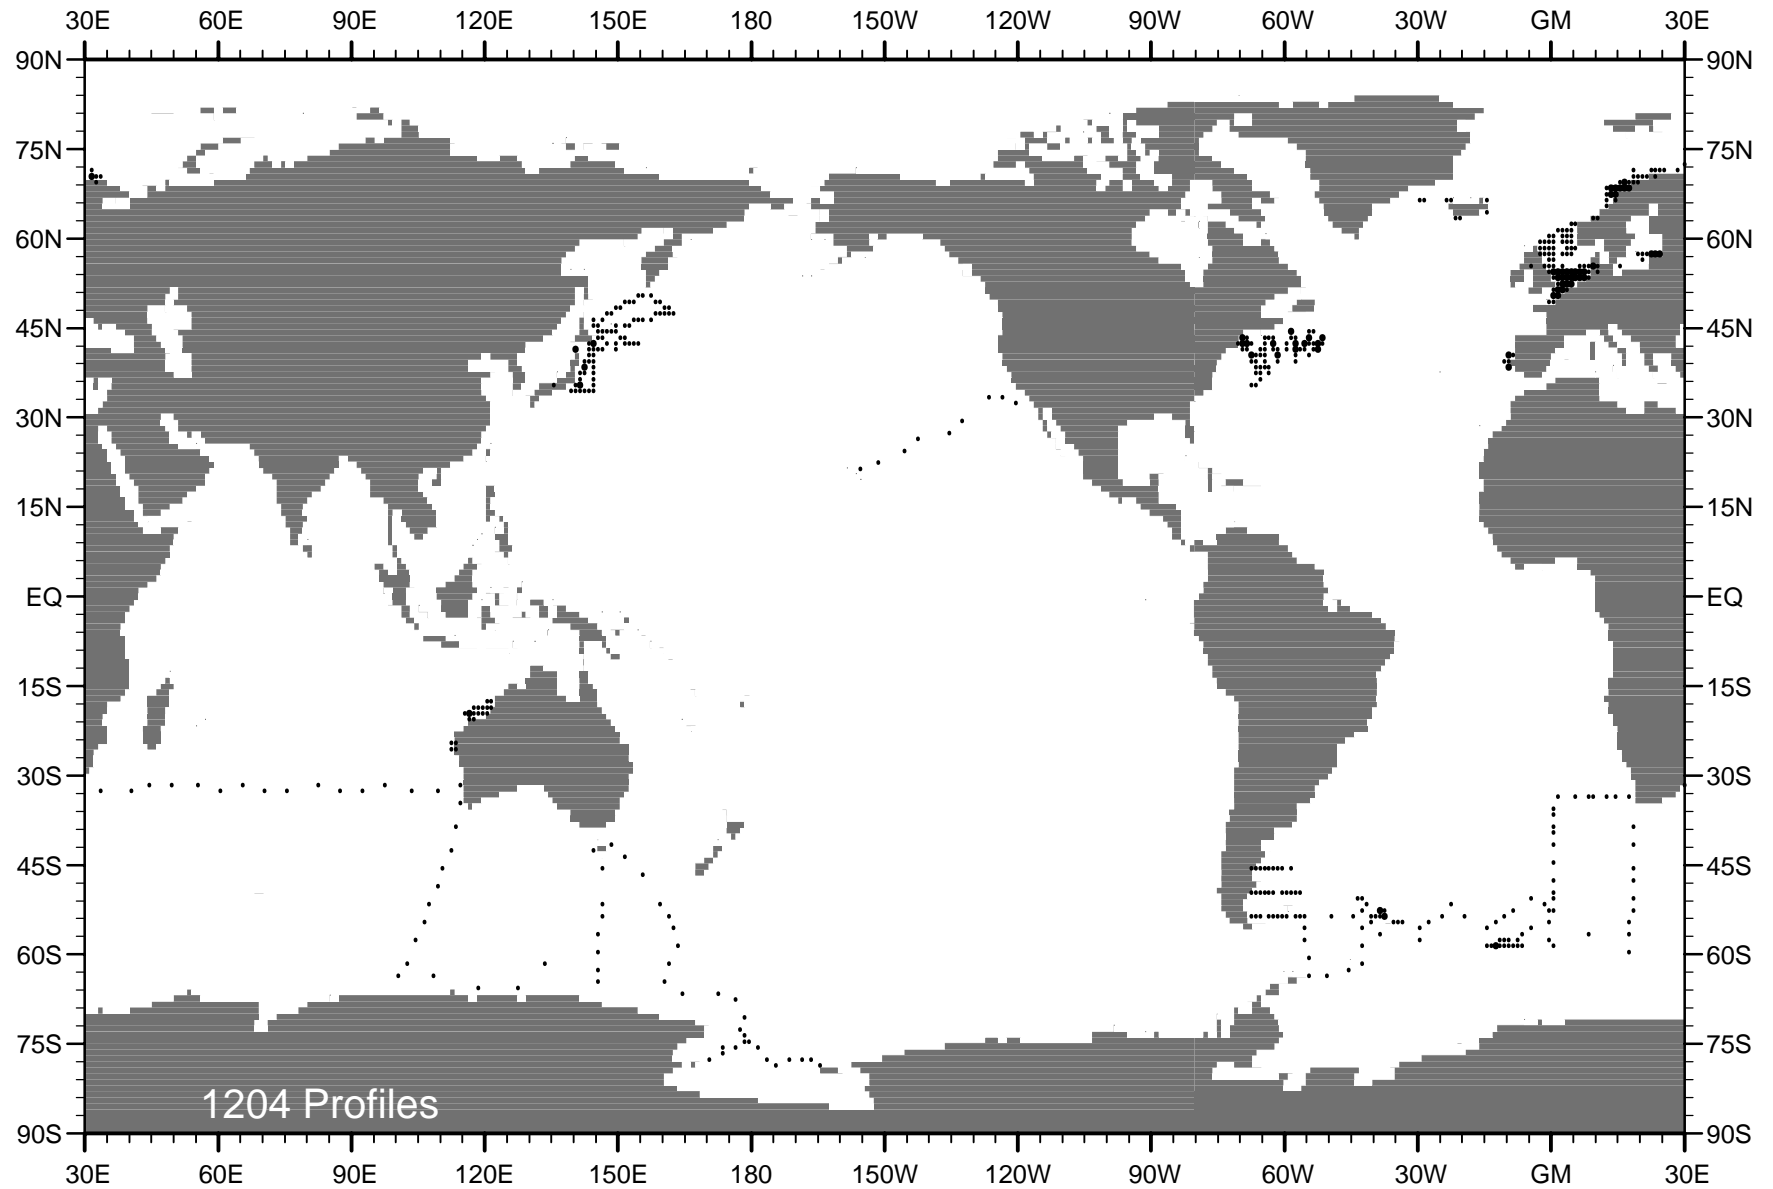 30E 60E 90E 120E 150E 180 150W 120W 90W 60W 30W GM 30E
90N 90N
75N 75N
60N 60N
45N 45N
30N 30N
15N 15N
EQ EQ
15S 15S
30S 30S
45S 45S
60S 60S
75S 75S
1204 Profiles
90S 90S
30E 60E 90E 120E 150E 180 150W 120W 90W 60W 30W GM 30E